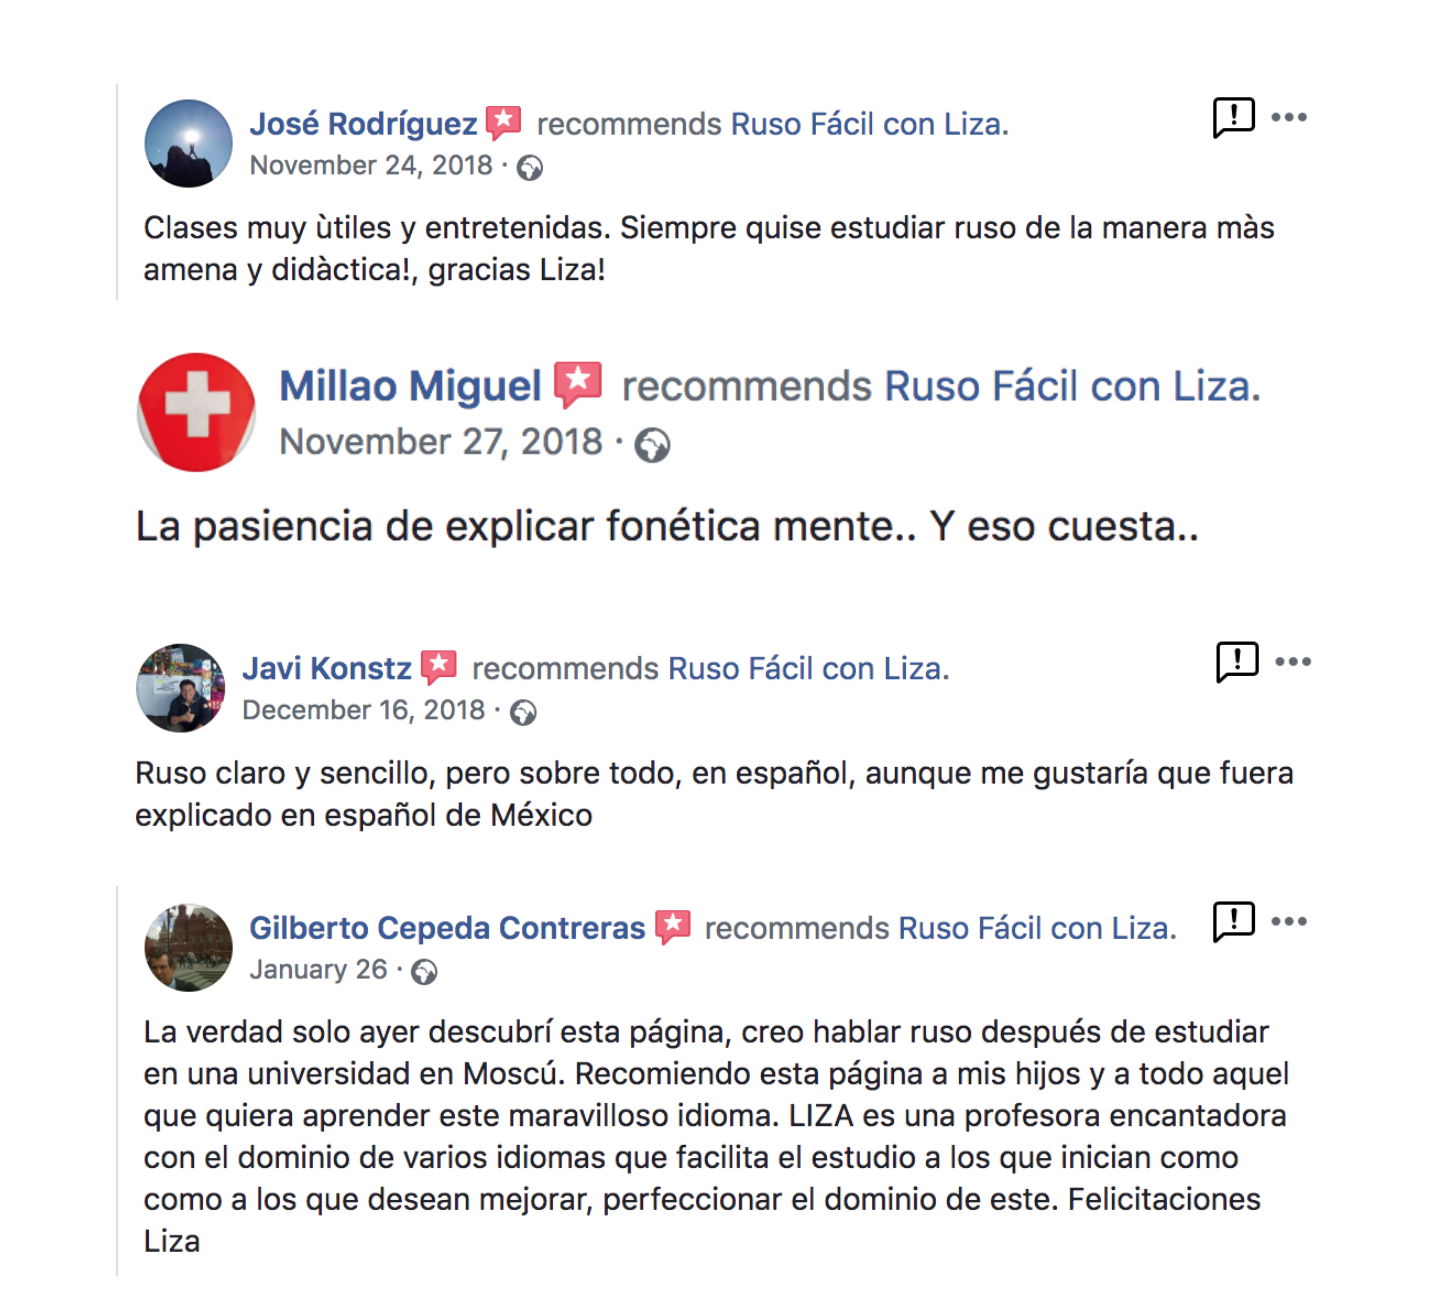 José Rodríguez recommends Ruso Fácil con Liza.
November 24, 2018 ·
Clases muy ùtiles y entretenidas. Siempre quise estudiar ruso de la manera màs
amena y didàctica!, gracias Liza!
Millao Miguel recommends Ruso Fácil con Liza.
November 27, 2018 ·
La pasiencia de explicar fonética mente.. Y eso cuesta..
Javi Konstz recommends Ruso Fácil con Liza.
December 16, 2018 ·
Ruso claro y sencillo, pero sobre todo, en español, aunque me gustaría que fuera
explicado en español de México
Gilberto Cepeda Contreras recommends Ruso Fácil con Liza.
January 26 ·
La verdad solo ayer descubrí esta página, creo hablar ruso después de estudiar
en una universidad en Moscú. Recomiendo esta página a mis hijos y a todo aquel
que quiera aprender este maravilloso idioma. LIZA es una profesora encantadora
con el dominio de varios idiomas que facilita el estudio a los que inician como
como a los que desean mejorar, perfeccionar el dominio de este. Felicitaciones
Liza